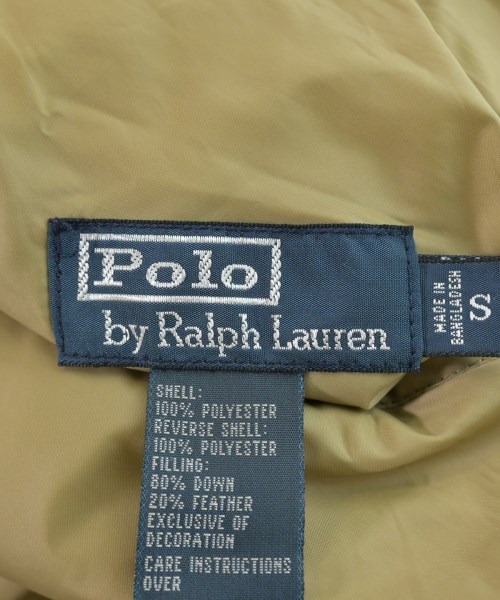 Polo
by Ralph Lauren
MADE IN
BANGLADESH
S
SHELL:
100% POLYESTER
REVERSE SHELL:
100% POLYESTER
FILLING:
80% DOWN
20% FEATHER
EXCLUSIVE OF
DECORATION
CARE INSTRUCTIONS
OVER